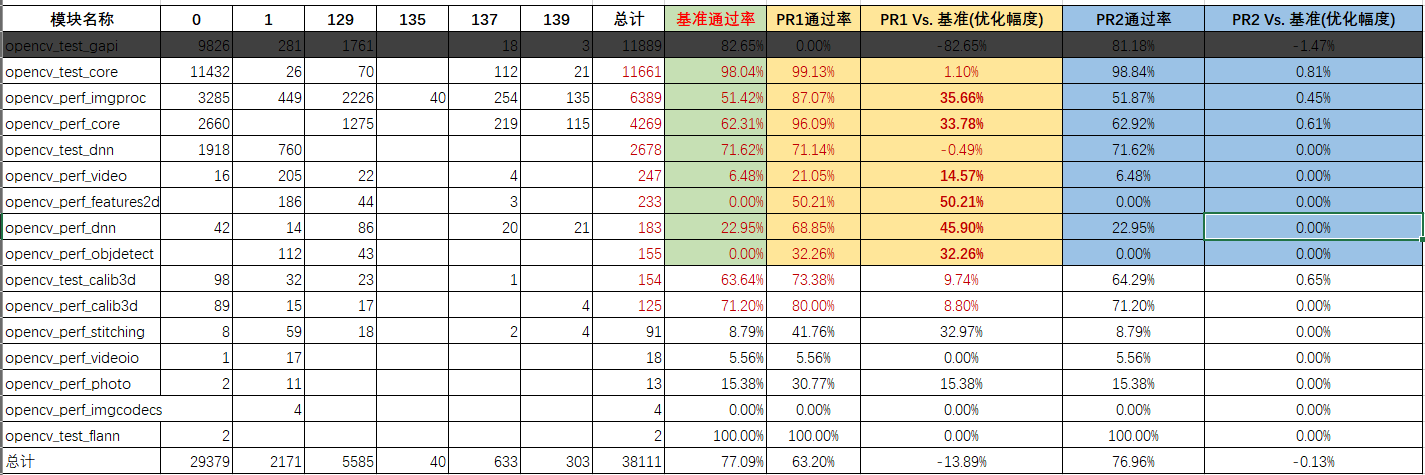 模块名称 0 1 129 135 137 139 总计 基准通过率 PR1通过率 PR1 Vs. 基准(优化幅度) PR2通过率 PR2 Vs. 基准(优化幅度)
opencv_test_gapi 9826 281 1761 18 3 11889 82.65% 0.00% -82.65% 81.18% -1.47%
opencv_test_core 11432 26 70 112 21 11661 98.04% 99.13% 1.10% 98.84% 0.81%
opencv_perf_imgproc 3285 449 2226 40 254 135 6389 51.42% 87.07% 35.66% 51.87% 0.45%
opencv_perf_core 2660 1275 219 115 4269 62.31% 96.09% 33.78% 62.92% 0.61%
opencv_test_dnn 1918 760 2678 71.62% 71.14% -0.49% 71.62% 0.00%
opencv_perf_video 16 205 22 4 247 6.48% 21.05% 14.57% 6.48% 0.00%
opencv_perf_features2d 186 44 3 233 0.00% 50.21% 50.21% 0.00% 0.00%
opencv_perf_dnn 42 14 86 20 21 183 22.95% 68.85% 45.90% 22.95% 0.00%
opencv_perf_objdetect 112 43 155 0.00% 32.26% 32.26% 0.00% 0.00%
opencv_test_calib3d 98 32 23 1 154 63.64% 73.38% 9.74% 64.29% 0.65%
opencv_perf_calib3d 89 15 17 4 125 71.20% 80.00% 8.80% 71.20% 0.00%
opencv_perf_stitching 8 59 18 2 4 91 8.79% 41.76% 32.97% 8.79% 0.00%
opencv_perf_videoio 1 17 18 5.56% 5.56% 0.00% 5.56% 0.00%
opencv_perf_photo 2 11 13 15.38% 30.77% 15.38% 15.38% 0.00%
opencv_perf_imgcodecs 4 4 0.00% 0.00% 0.00% 0.00% 0.00%
opencv_test_flann 2 2 100.00% 100.00% 0.00% 100.00% 0.00%
总计 29379 2171 5585 40 633 303 38111 77.09% 63.20% -13.89% 76.96% -0.13%